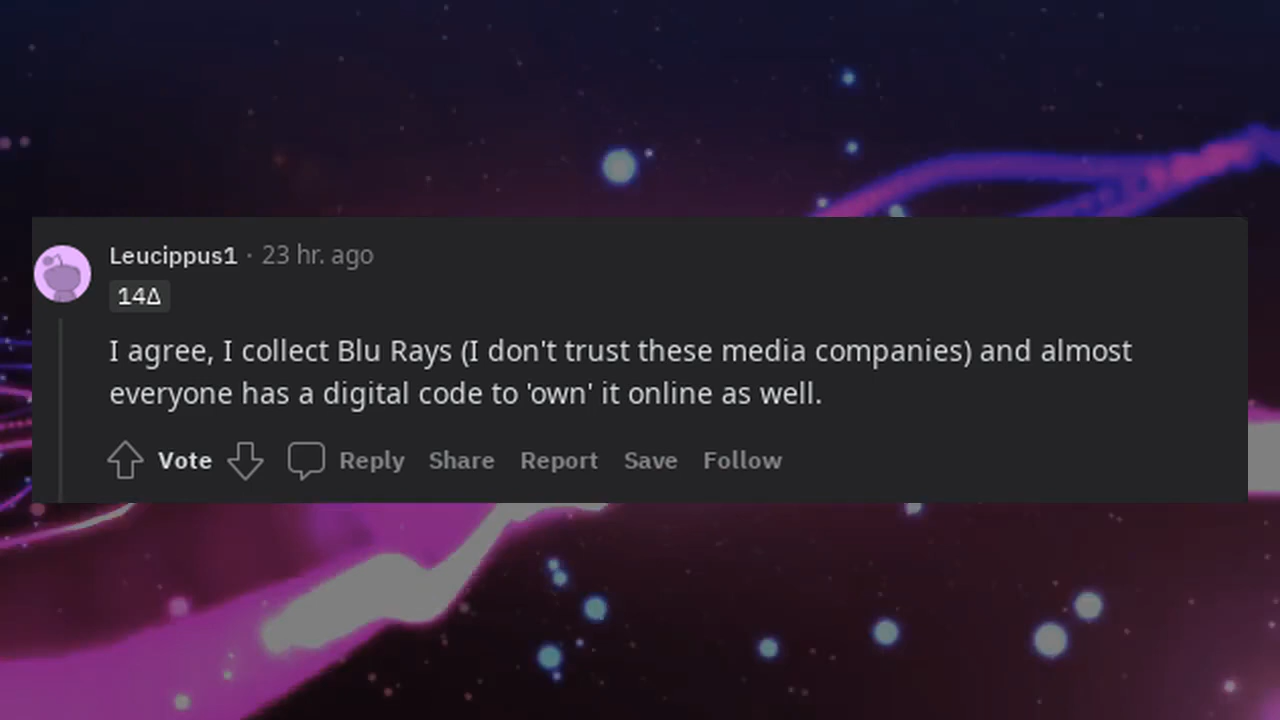 Leucippus1 · 23 hr. ago
14∆
I agree, I collect Blu Rays (I don't trust these media companies) and almost
everyone has a digital code to 'own' it online as well.
Vote Reply Share Report Save Follow